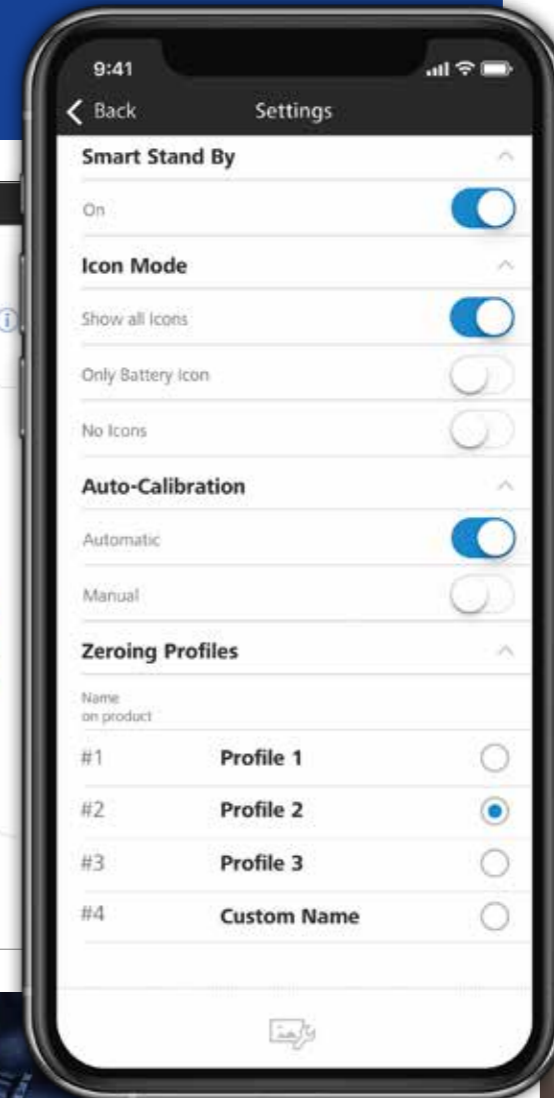 9:41
Back Settings
Smart Stand By
On
Icon Mode
Show all Icons
Only Battery Icon
No Icons
Auto-Calibration
Automatic
Manual
Zeroing Profiles
Name
on product
#1 Profile 1
#2 Profile 2
#3 Profile 3
#4 Custom Name